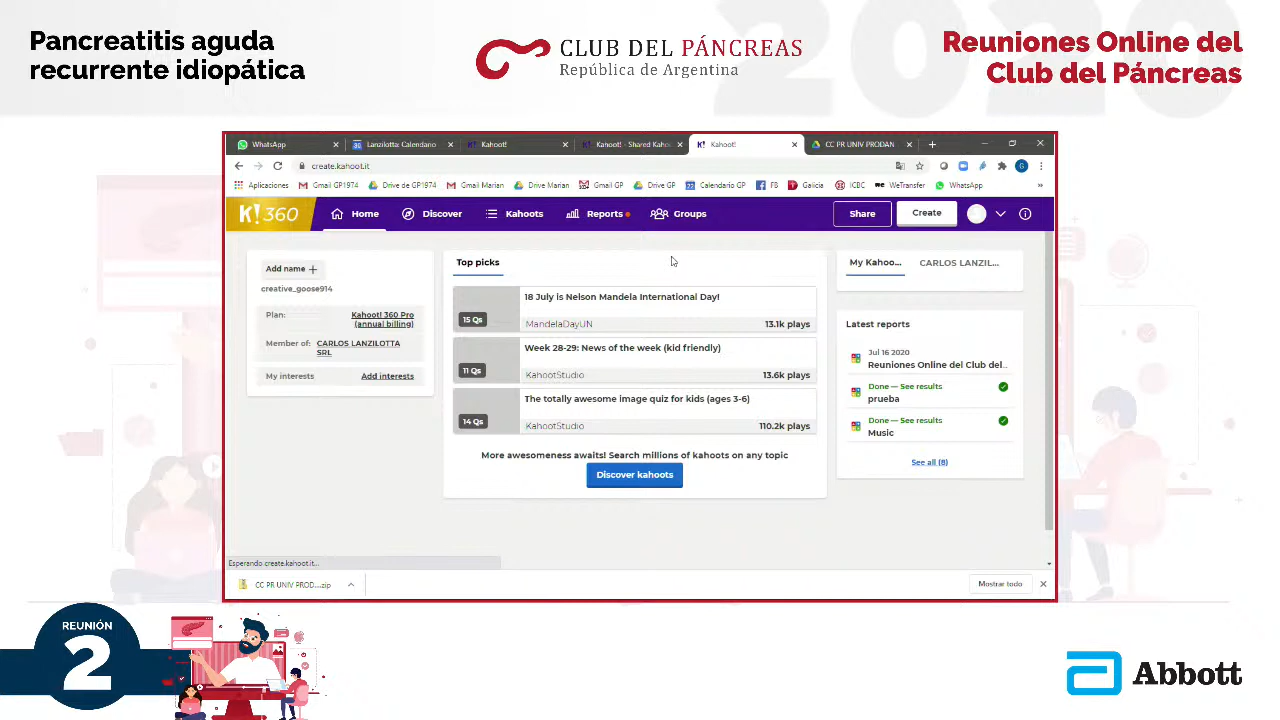 Pancreatitis aguda
recurrente idiopática
CLUB DEL PÁNCREAS
República de Argentina
2020
Reuniones Online del
Club del Páncreas
WhatsApp
Lanzilotta: Calendario
Kahoot!
Kahoot! - Shared Kahoo
Kahoot!
CC PR UNIV PRODAN
create.kahoot.it
Aplicaciones
Gmail GP1974
Drive de GP1974
Gmail Marian
Drive Marian
Gmail GP
Drive GP
Calendario GP
FB
Galicia
ICBC
WeTransfer
WhatsApp
K! 360
Home
Discover
Kahoots
Reports
Groups
Share
Create
Add name
creative_goose914
Plan:
Kahoot! 360 Pro
(annual billing)
Member of:
CARLOS LANZILOTTA
SRL
My interests
Add interests
Top picks
18 July is Nelson Mandela International Day!
15 Qs
MandelaDayUN
13.1k plays
Week 28-29: News of the week (kid friendly)
11 Qs
KahootStudio
13.6k plays
The totally awesome image quiz for kids (ages 3-6)
14 Qs
KahootStudio
110.2k plays
More awesomeness awaits! Search millions of kahoots on any topic
Discover kahoots
My Kahoo...
CARLOS LANZIL...
Latest reports
Jul 16 2020
Reuniones Online del Club del...
Done — See results
prueba
Done — See results
Music
See all (8)
Esperando create.kahoot.it...
CC PR UNIV PROD....zip
Mostrar todo
REUNIÓN
2
Abbott